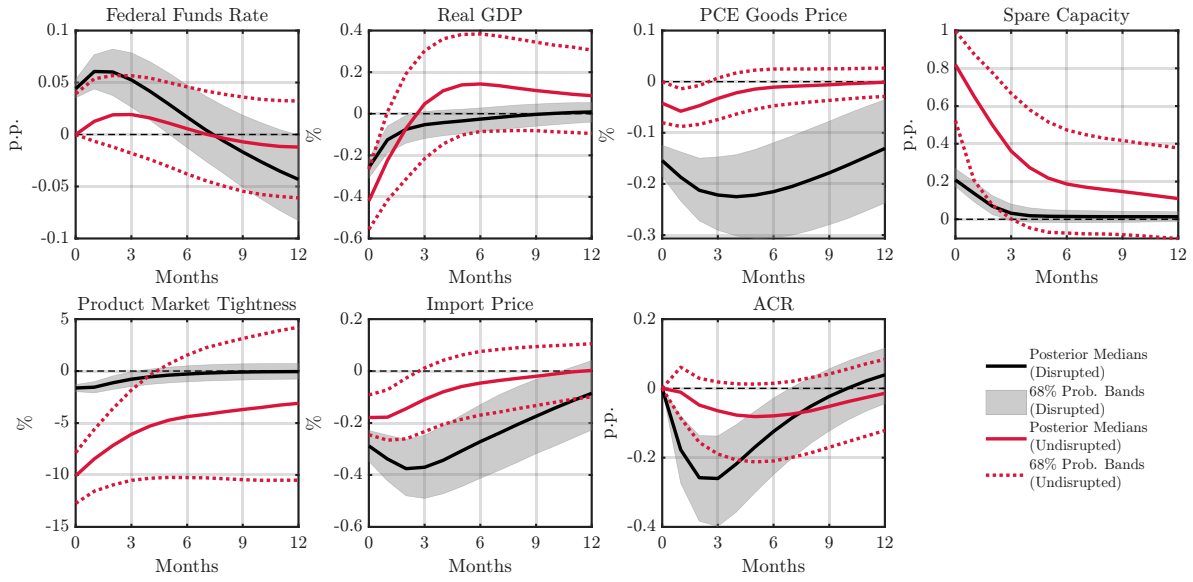 Federal Funds Rate
p.p.
0.1
0.05
0
-0.05
-0.1
0 3 6 9 12
Months
Real GDP
%
0.4
0.2
0
-0.2
-0.4
-0.6
0 3 6 9 12
Months
PCE Goods Price
%
0.1
0
-0.1
-0.2
-0.3
0 3 6 9 12
Months
Spare Capacity
p.p.
1
0.8
0.6
0.4
0.2
0
0 3 6 9 12
Months
Product Market Tightness
%
5
0
-5
-10
-15
0 3 6 9 12
Months
Import Price
%
0.2
0
-0.2
-0.4
-0.6
0 3 6 9 12
Months
ACR
p.p.
0.2
0
-0.2
-0.4
0 3 6 9 12
Months
Posterior Medians
(Disrupted)
68% Prob. Bands
(Disrupted)
Posterior Medians
(Undisrupted)
68% Prob. Bands
(Undisrupted)